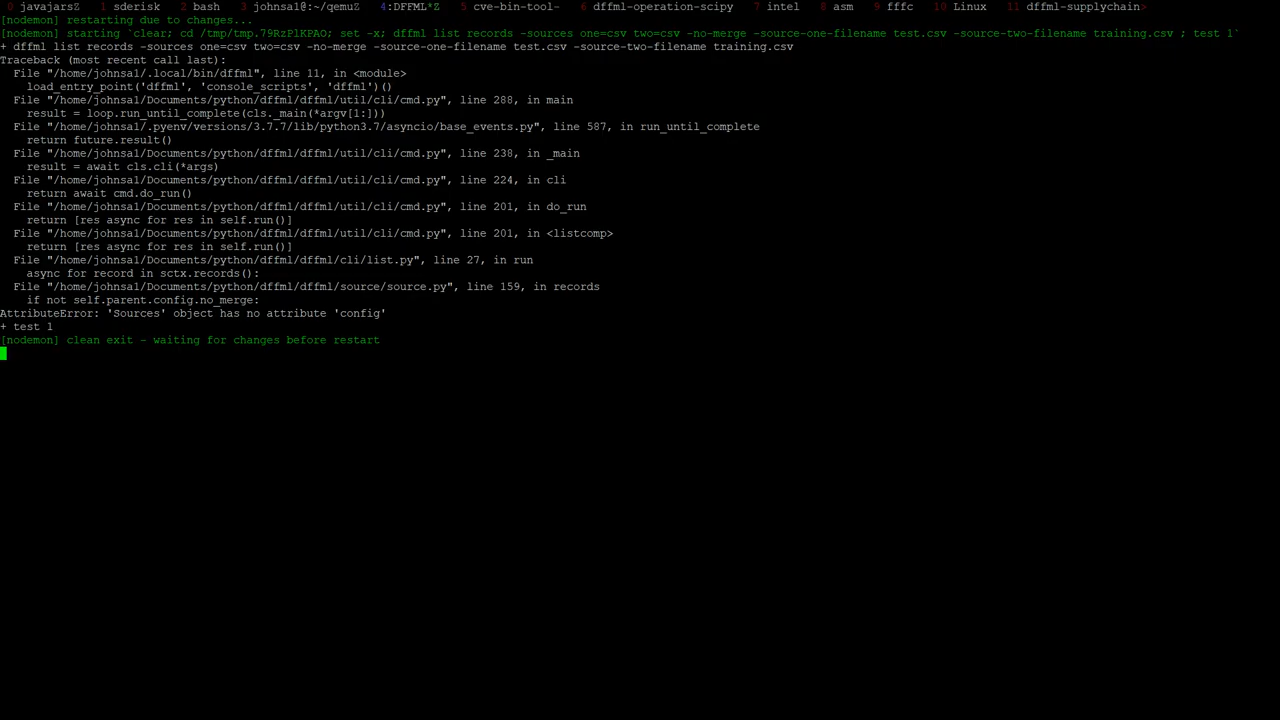 0 javajarsZ 1 sderisk 2 bash 3 johnsa1@:~/qemuZ 4:DFFML*Z 5 cve-bin-tool- 6 dffml-operation-scipy 7 intel 8 asm 9 fffc 10 Linux 11 dffml-supplychain>
[nodemon] restarting due to changes...
[nodemon] starting `clear; cd /tmp/tmp.79RzPlKPAO; set -x; dffml list records -sources one=csv two=csv -no-merge -source-one-filename test.csv -source-two-filename training.csv ; test 1`
+ dffml list records -sources one=csv two=csv -no-merge -source-one-filename test.csv -source-two-filename training.csv
Traceback (most recent call last):
  File "/home/johnsa1/.local/bin/dffml", line 11, in <module>
    load_entry_point('dffml', 'console_scripts', 'dffml')()
  File "/home/johnsa1/Documents/python/dffml/dffml/util/cli/cmd.py", line 288, in main
    result = loop.run_until_complete(cls._main(*argv[1:]))
  File "/home/johnsa1/.pyenv/versions/3.7.7/lib/python3.7/asyncio/base_events.py", line 587, in run_until_complete
    return future.result()
  File "/home/johnsa1/Documents/python/dffml/dffml/util/cli/cmd.py", line 238, in _main
    result = await cls.cli(*args)
  File "/home/johnsa1/Documents/python/dffml/dffml/util/cli/cmd.py", line 224, in cli
    return await cmd.do_run()
  File "/home/johnsa1/Documents/python/dffml/dffml/util/cli/cmd.py", line 201, in do_run
    return [res async for res in self.run()]
  File "/home/johnsa1/Documents/python/dffml/dffml/util/cli/cmd.py", line 201, in <listcomp>
    return [res async for res in self.run()]
  File "/home/johnsa1/Documents/python/dffml/dffml/cli/list.py", line 27, in run
    async for record in sctx.records():
  File "/home/johnsa1/Documents/python/dffml/dffml/source/source.py", line 159, in records
    if not self.parent.config.no_merge:
AttributeError: 'Sources' object has no attribute 'config'
+ test 1
[nodemon] clean exit - waiting for changes before restart